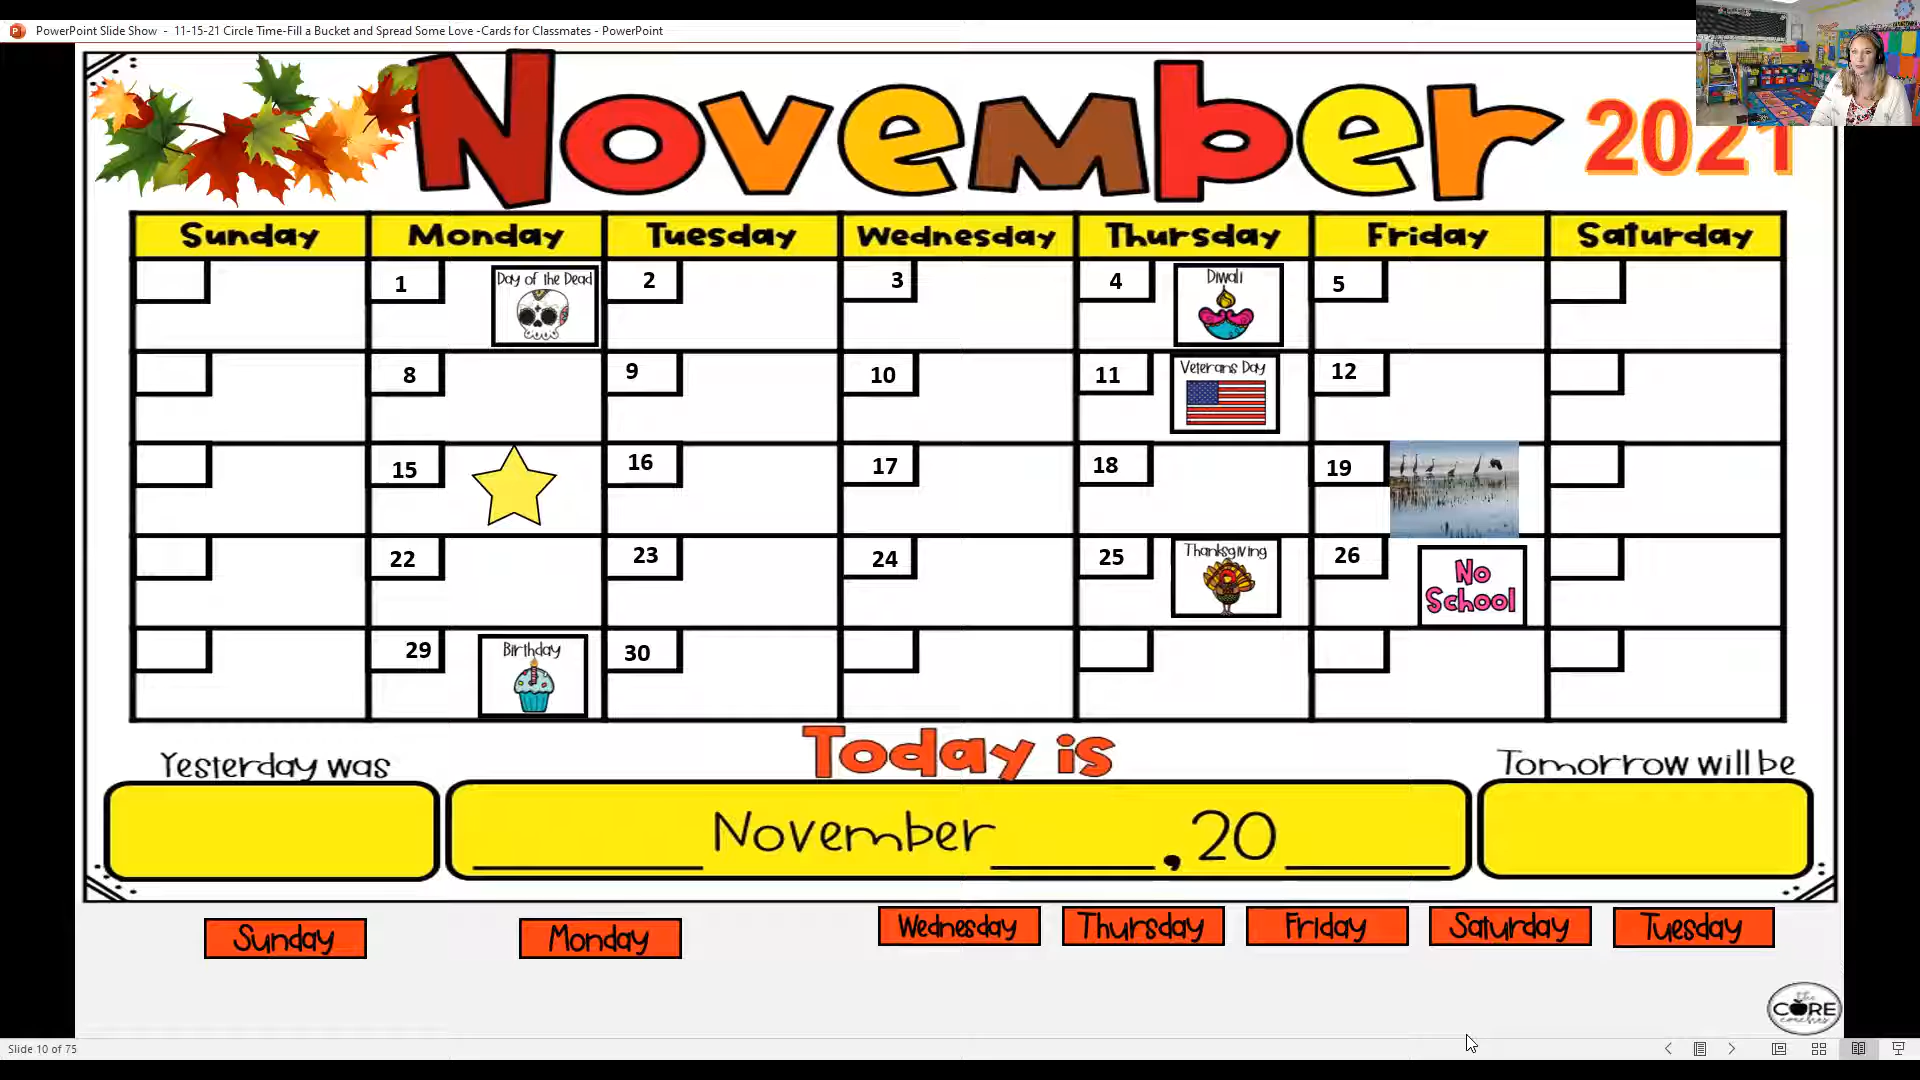 PowerPoint Slide Show - 11-15-21 Circle Time-Fill a Bucket and Spread Some Love -Cards for Classmates - PowerPoint
November 2021
Sunday Monday Tuesday Wednesday Thursday Friday Saturday
1 Day of the Dead 2 3 4 Diwali 5
8 9 10 11 Veterans Day 12
15 16 17 18 19
22 23 24 25 Thanksgiving 26 No School
29 Birthday 30
Yesterday was Today is Tomorrow will be
November , 20
Sunday Monday Wednesday Thursday Friday Saturday Tuesday
the
CORE
coaches
Slide 10 of 75